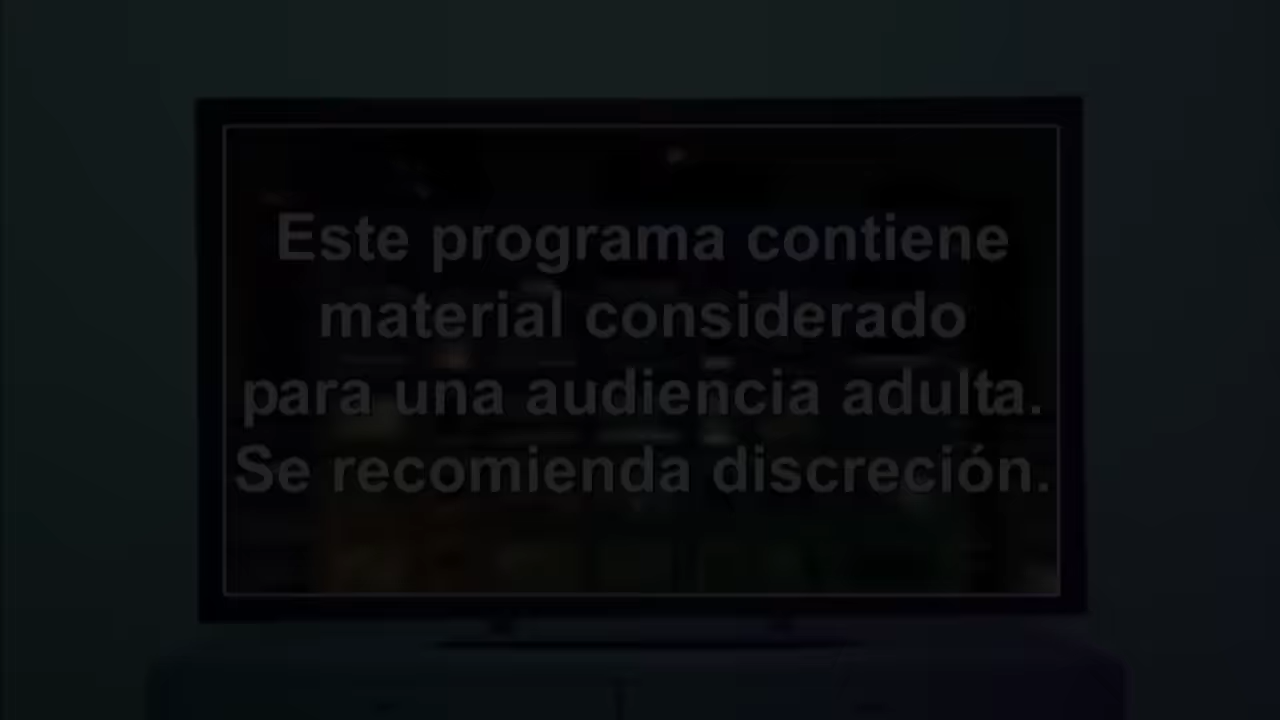 Este programa contiene
material considerado
para una audiencia adulta.
Se recomienda discreción.